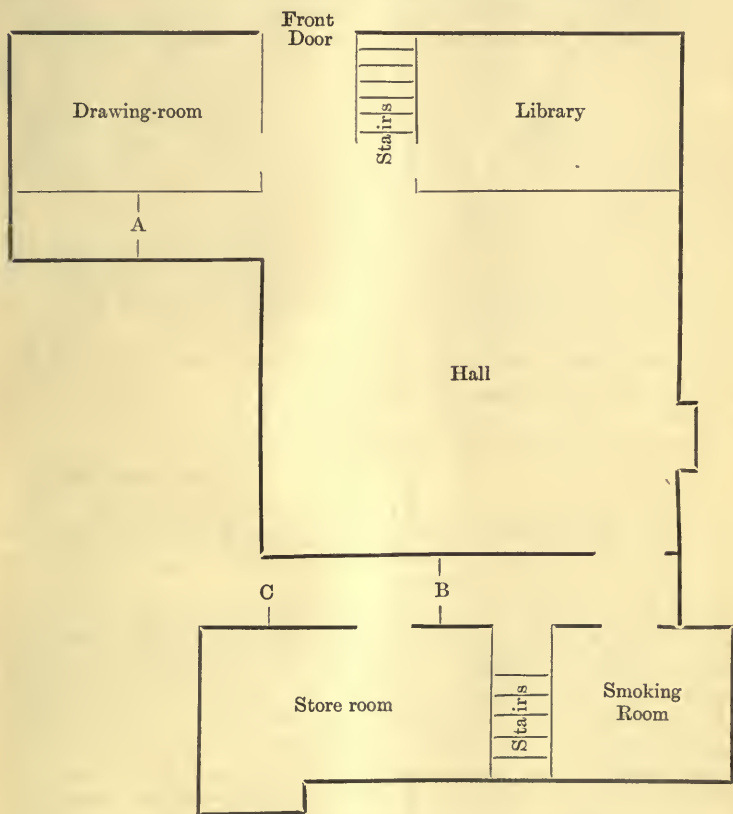 Front
Door
Drawing-room
Stairs
Library
A
Hall
C
B
Store room
Stairs
Smoking
Room